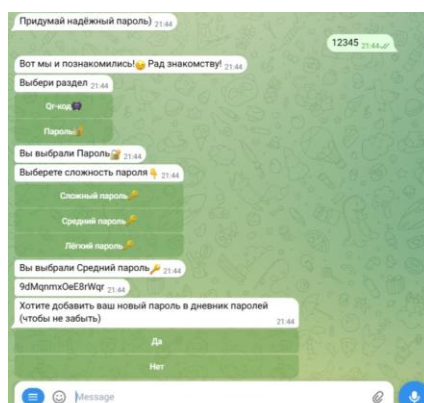 Придумай надёжный пароль) 21:44
12345 21:44
Вот мы и познакомились! Рад знакомству! 21:44
Выбери раздел 21:44
Qr-код
Пароль
Вы выбрали Пароль 21:44
Выберете сложность пароля 21:44
Сложный пароль
Средний пароль
Лёгкий пароль
Вы выбрали Средний пароль 21:44
9dMqnmxOeE8rWqr 21:44
Хотите добавить ваш новый пароль в дневник паролей
(чтобы не забыть) 21:44
Да
Нет
Message